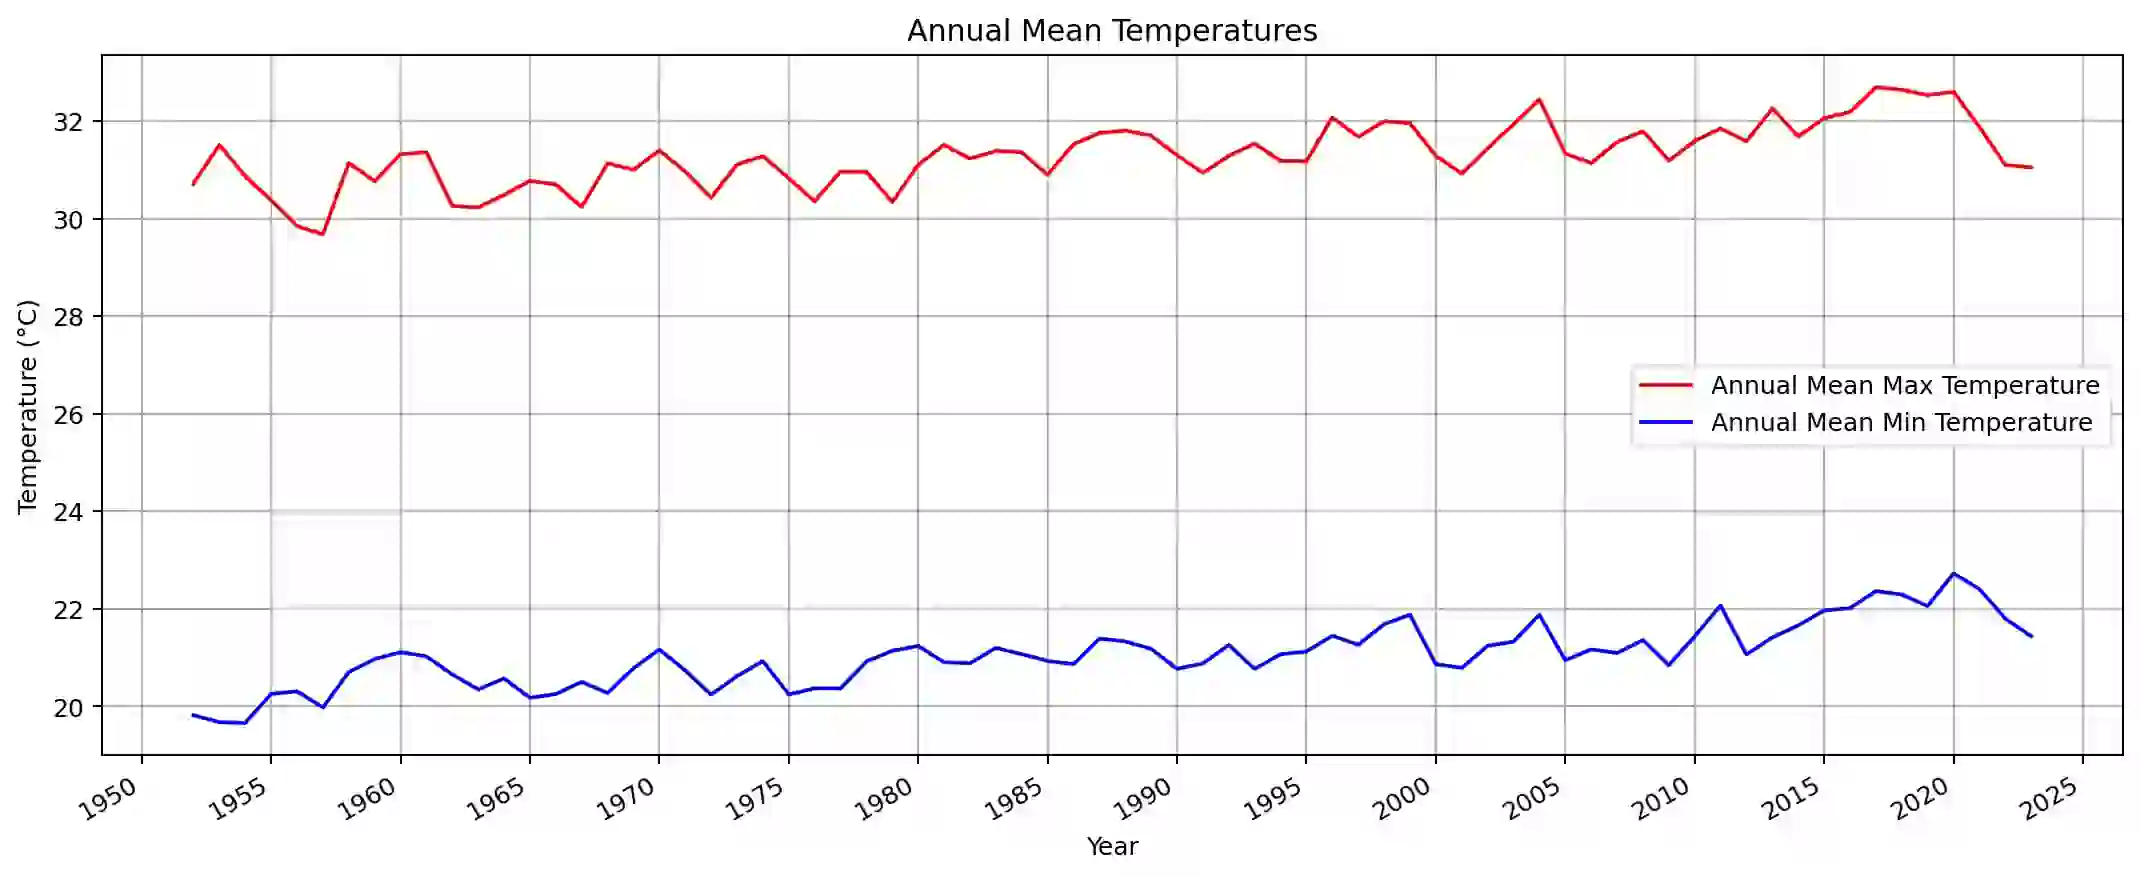 Annual Mean Temperatures
Temperature (°C)
32
30
28
26
24
22
20
Annual Mean Max Temperature
Annual Mean Min Temperature
1950 1955 1960 1965 1970 1975 1980 1985 1990 1995 2000 2005 2010 2015 2020 2025
Year